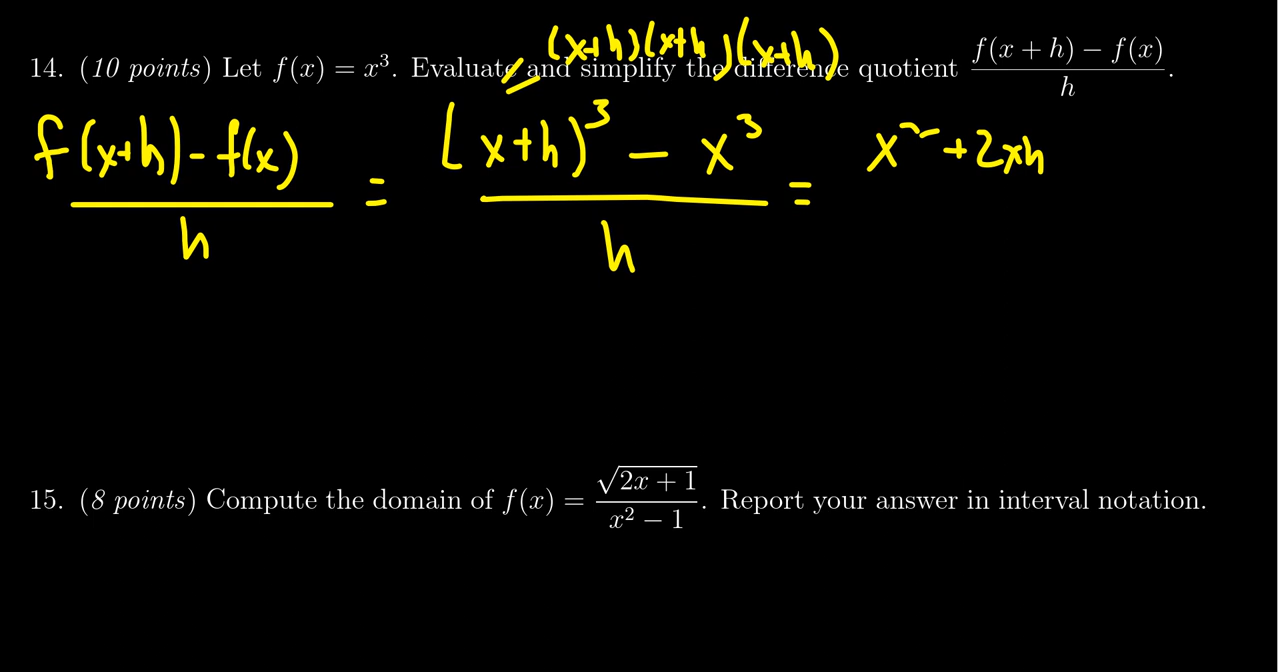 (x+h)(x+h)(x+h)
14. (10 points) Let f(x) = x³. Evaluate and simplify the difference quotient (f(x + h) − f(x))/h.
(f(x+h) - f(x))/h = ((x+h)³ - x³)/h = x² + 2xh
15. (8 points) Compute the domain of f(x) = √(2x + 1)/(x² − 1). Report your answer in interval notation.